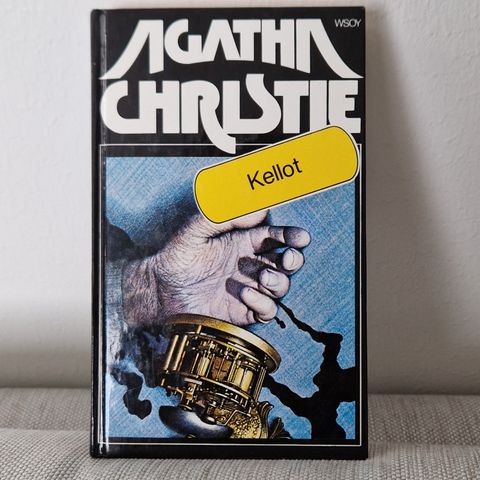 WSOY
AGATHA
CHRISTIE
Kellot